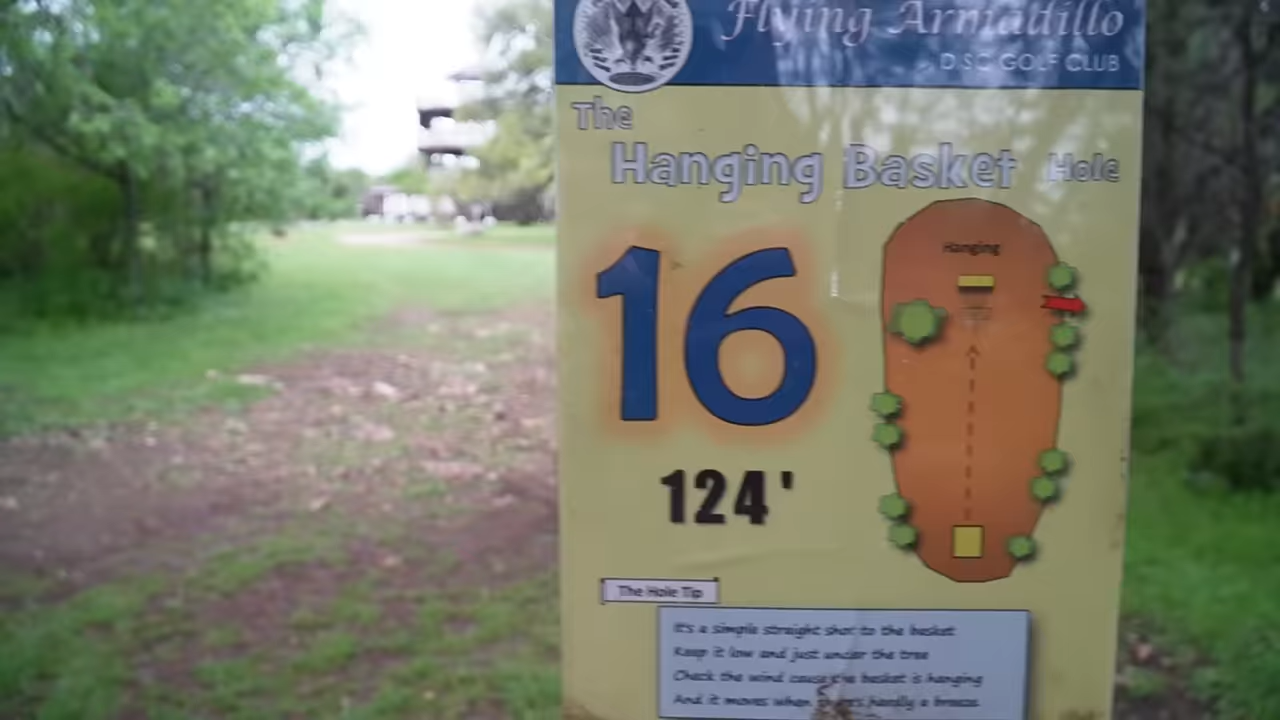 Flying Armadillo
DISC GOLF CLUB
The
Hanging Basket Hole
16
Hanging
124'
The Hole Tip
It's a simple straight shot to the basket
Keep it low and just under the tree
Check the wind cause the basket is hanging
And it moves when there's hardly a breeze